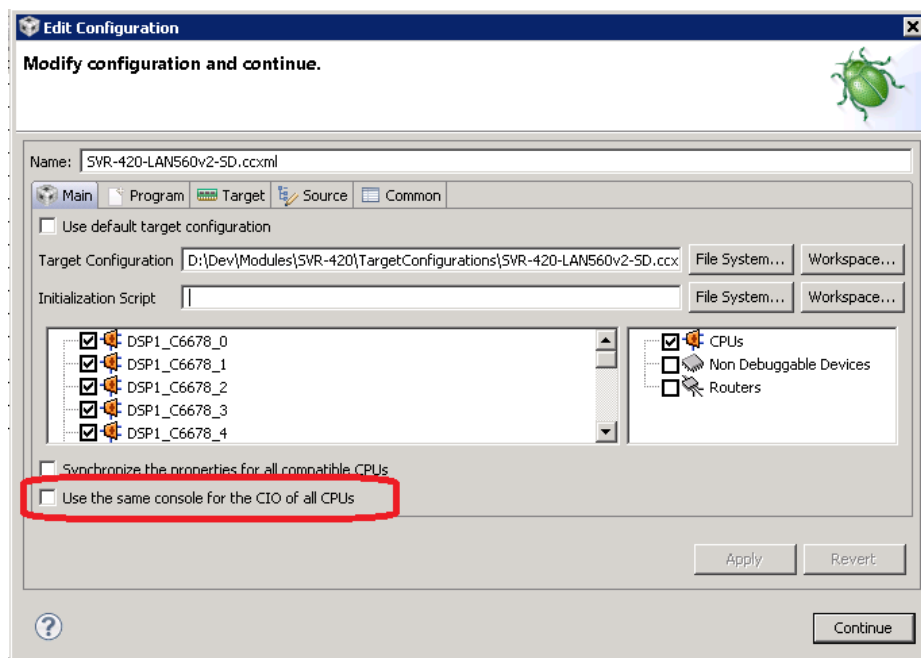 Edit Configuration
Modify configuration and continue.
Name: SVR-420-LAN560v2-SD.ccxml
Main Program Target Source Common
Use default target configuration
Target Configuration D:\Dev\Modules\SVR-420\TargetConfigurations\SVR-420-LAN560v2-SD.ccx File System... Workspace...
Initialization Script File System... Workspace...
DSP1_C6678_0 CPUs
DSP1_C6678_1 Non Debuggable Devices
DSP1_C6678_2 Routers
DSP1_C6678_3
DSP1_C6678_4
Synchronize the properties for all compatible CPUs
Use the same console for the CIO of all CPUs
Apply Revert
? Continue